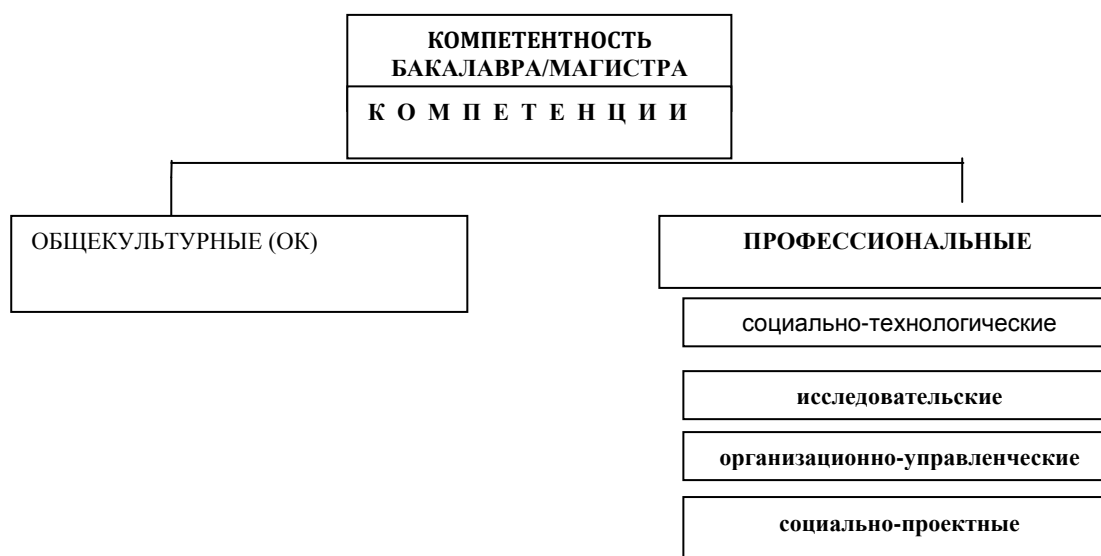 КОМПЕТЕНТНОСТЬ
БАКАЛАВРА/МАГИСТРА
К О М П Е Т Е Н Ц И И
ОБЩЕКУЛЬТУРНЫЕ (ОК)
ПРОФЕССИОНАЛЬНЫЕ
социально-технологические
исследовательские
организационно-управленческие
социально-проектные